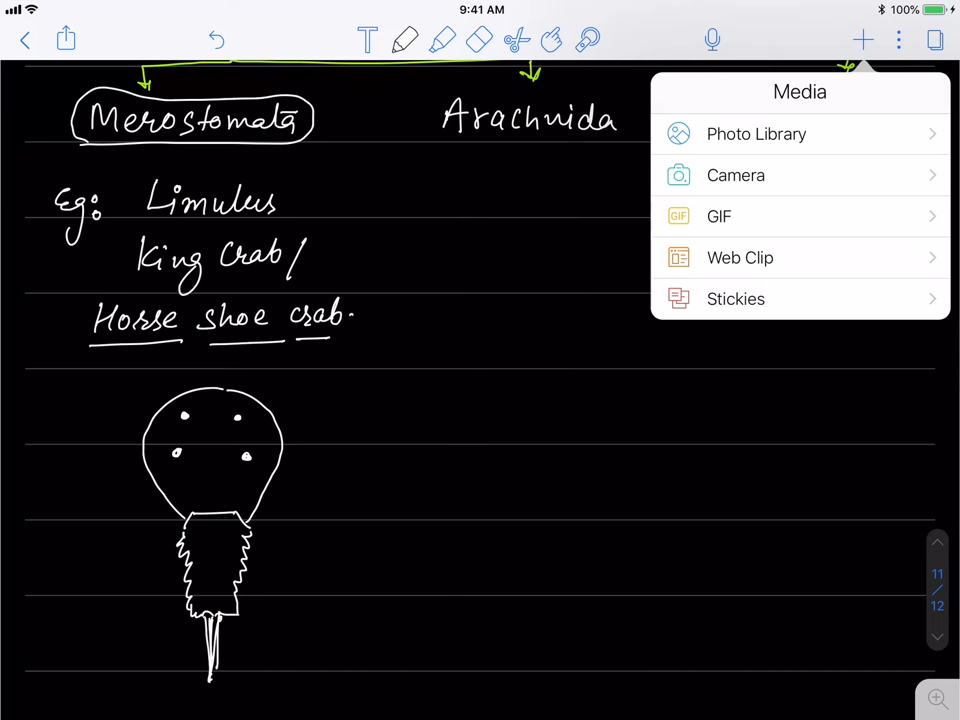 9:41 AM
100%
T
Media
Photo Library
Camera
GIF GIF
Web Clip
Stickies
Merostomata
Arachnida
Eg: Limulus
King Crab/
Horse shoe crab.
11
/
12